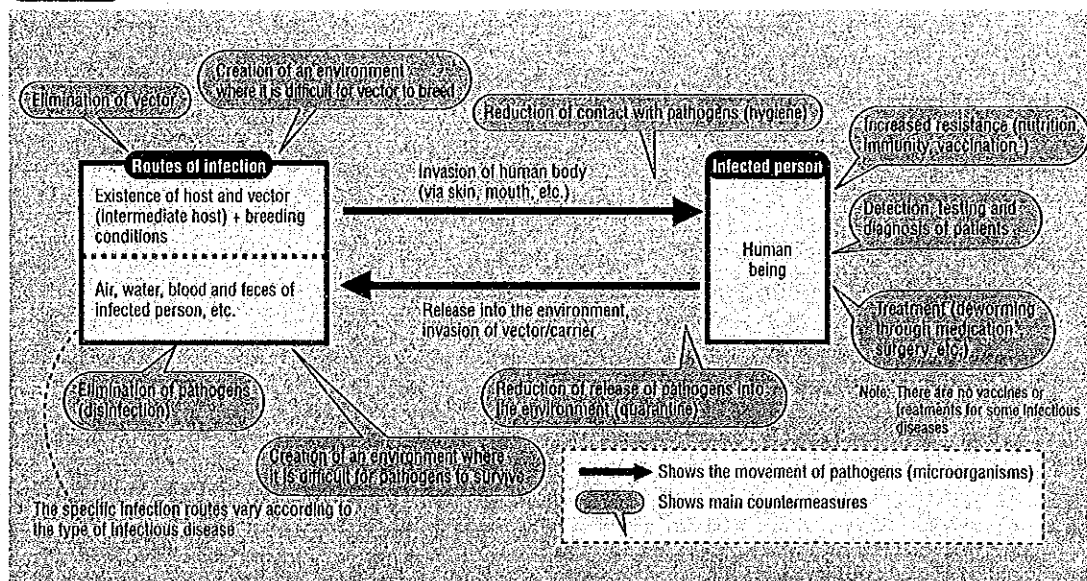 Elimination of vector
Creation of an environment
where it is difficult for vector to breed
Reduction of contact with pathogens (hygiene)
Increased resistance (nutrition,
immunity, vaccination )
Routes of infection
Existence of host and vector
(intermediate host) + breeding
conditions
Air, water, blood and feces of
infected person, etc.
Invasion of human body
(via skin, mouth, etc.)
Release into the environment,
invasion of vector/carrier
Infected person
Human
being
Detection, testing and
diagnosis of patients
Treatment (deworming
through medication,
surgery, etc.)
Note: There are no vaccines or
treatments for some infectious
diseases
Elimination of pathogens
(disinfection)
Reduction of release of pathogens into
the environment (quarantine)
Creation of an environment where
it is difficult for pathogens to survive
The specific infection routes vary according to
the type of infectious disease
Shows the movement of pathogens (microorganisms)
Shows main countermeasures